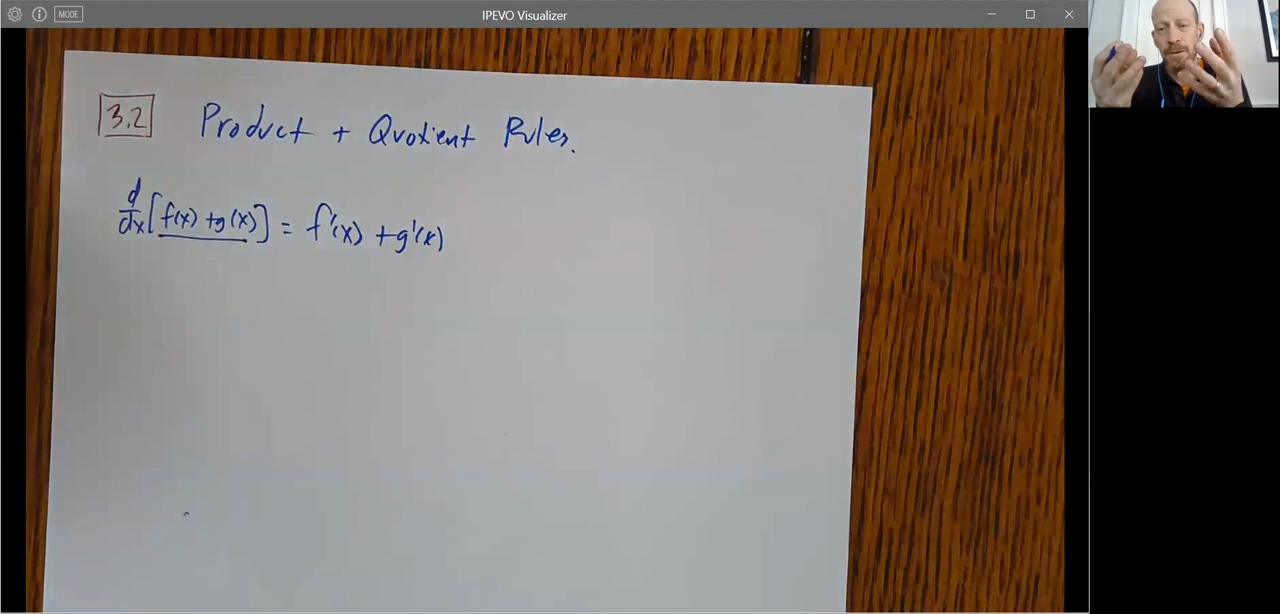 MODE
IPEVO Visualizer
3.2 Product + Quotient Rules.
d/dx [f(x) + g(x)] = f'(x) + g'(x)